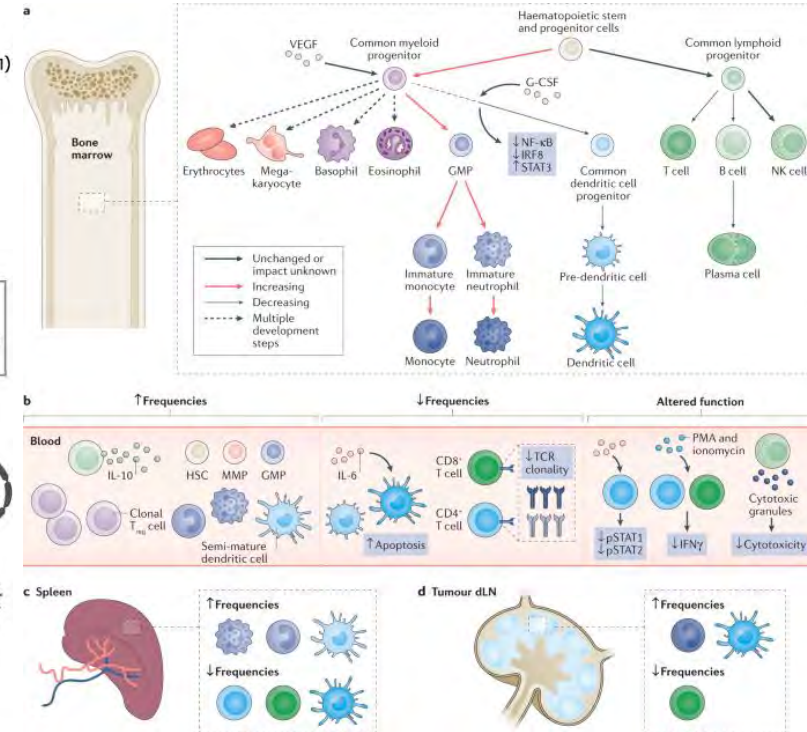 a
Haematopoietic stem
and progenitor cells
VEGF
Common myeloid
progenitor
Common lymphoid
progenitor
1)
G-CSF
Bone
marrow
↓NF-κB
↓IRF8
↑STAT3
Erythrocytes
Mega-
karyocyte
Basophil
Eosinophil
GMP
Common
dendritic cell
progenitor
T cell
B cell
NK cell
Unchanged or
impact unknown
Increasing
Decreasing
Multiple
development
steps
Immature
monocyte
Immature
neutrophil
Pre-dendritic cell
Plasma cell
Monocyte
Neutrophil
Dendritic cell
b
↑Frequencies
↓Frequencies
Altered function
Blood
IL-10
HSC
MMP
GMP
Clonal
Treg cell
Semi-mature
dendritic cell
IL-6
↑Apoptosis
CD8+
T cell
↓TCR
clonality
CD4+
T cell
PMA and
ionomycin
Cytotoxic
granules
↓pSTAT1
↓pSTAT2
↓IFNγ
↓Cytotoxicity
c Spleen
↑Frequencies
↓Frequencies
d Tumour dLN
↑Frequencies
↓Frequencies